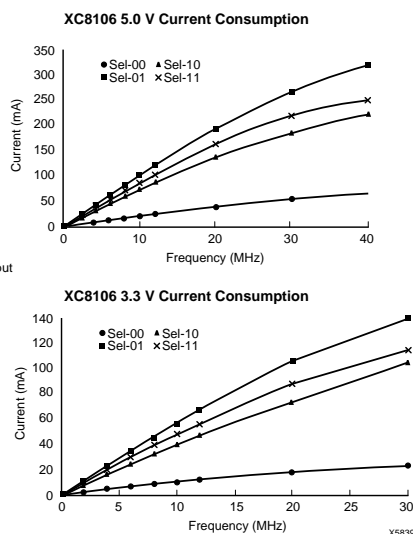 XC8106 5.0 V Current Consumption
350
300
250
200
150
100
50
0
Current (mA)
Sel-00 Sel-10
Sel-01 Sel-11
0 10 20 30 40
Frequency (MHz)
out
XC8106 3.3 V Current Consumption
140
120
100
80
60
40
20
0
Current (mA)
Sel-00 Sel-10
Sel-01 Sel-11
0 5 10 15 20 25 30
Frequency (MHz)
X5839